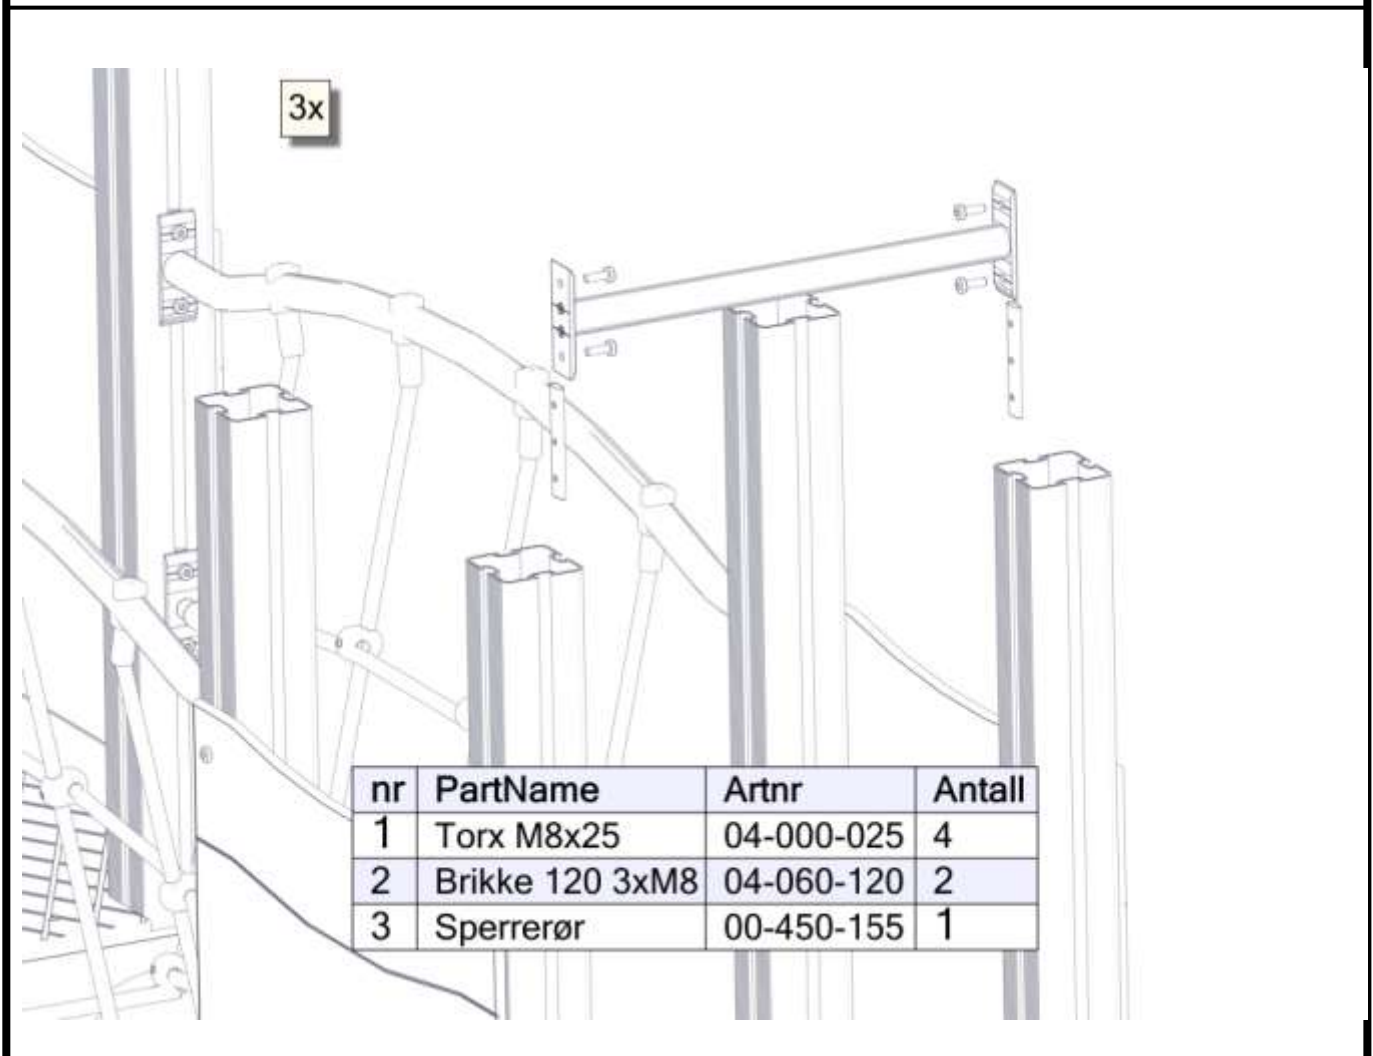 3x
nr PartName Artnr Antall
1 Torx M8x25 04-000-025 4
2 Brikke 120 3xM8 04-060-120 2
3 Sperrerør 00-450-155 1